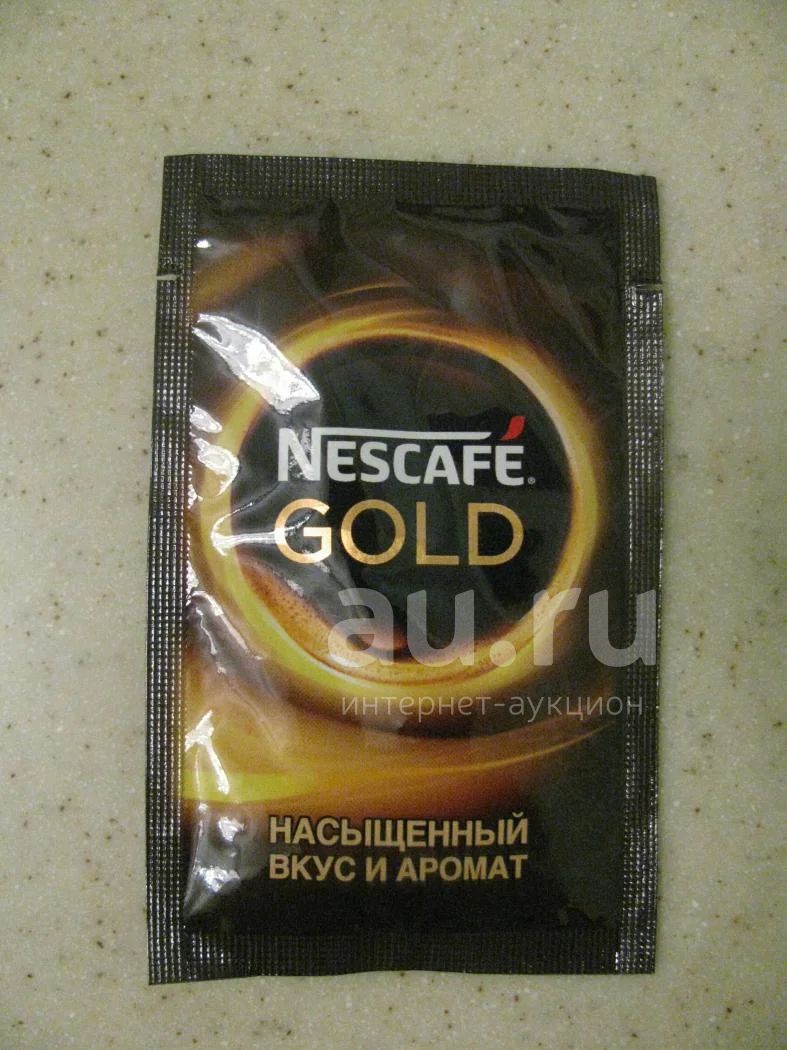 NESCAFÉ®
GOLD
au.ru
интернет-аукцион
НАСЫЩЕННЫЙ
ВКУС И АРОМАТ